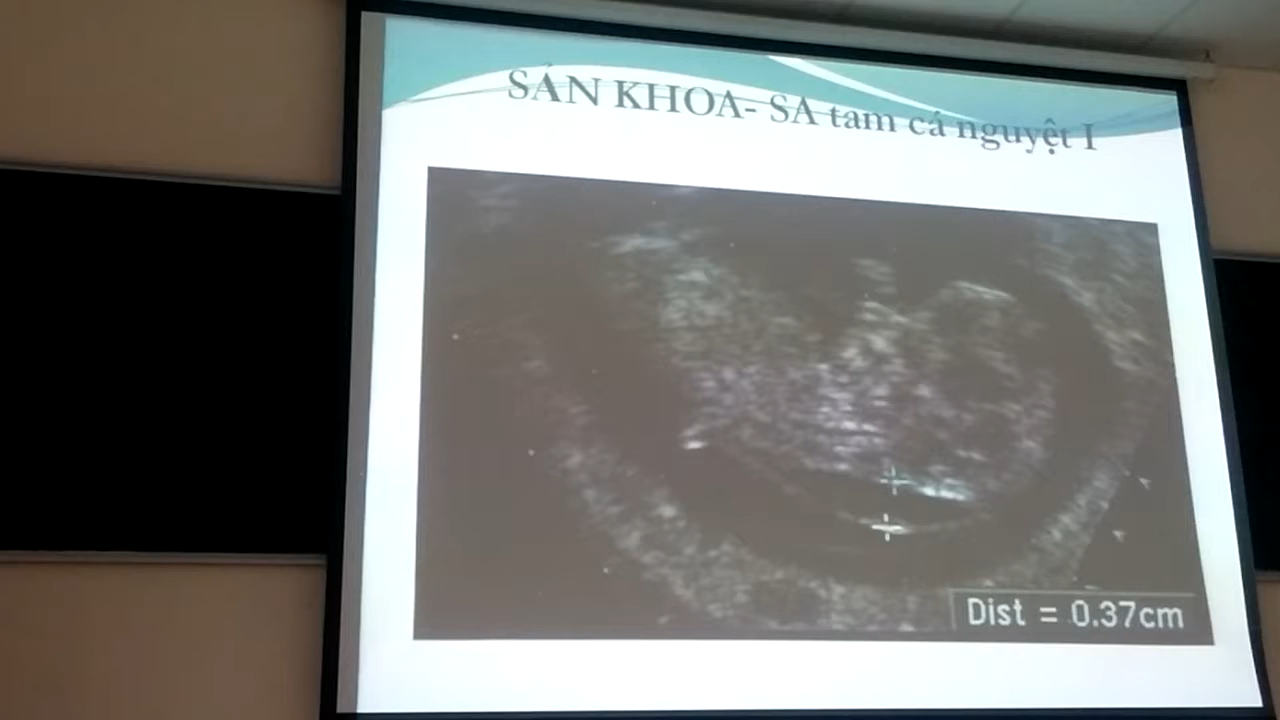 SẢN KHOA- SA tam cá nguyệt I
Dist = 0.37cm